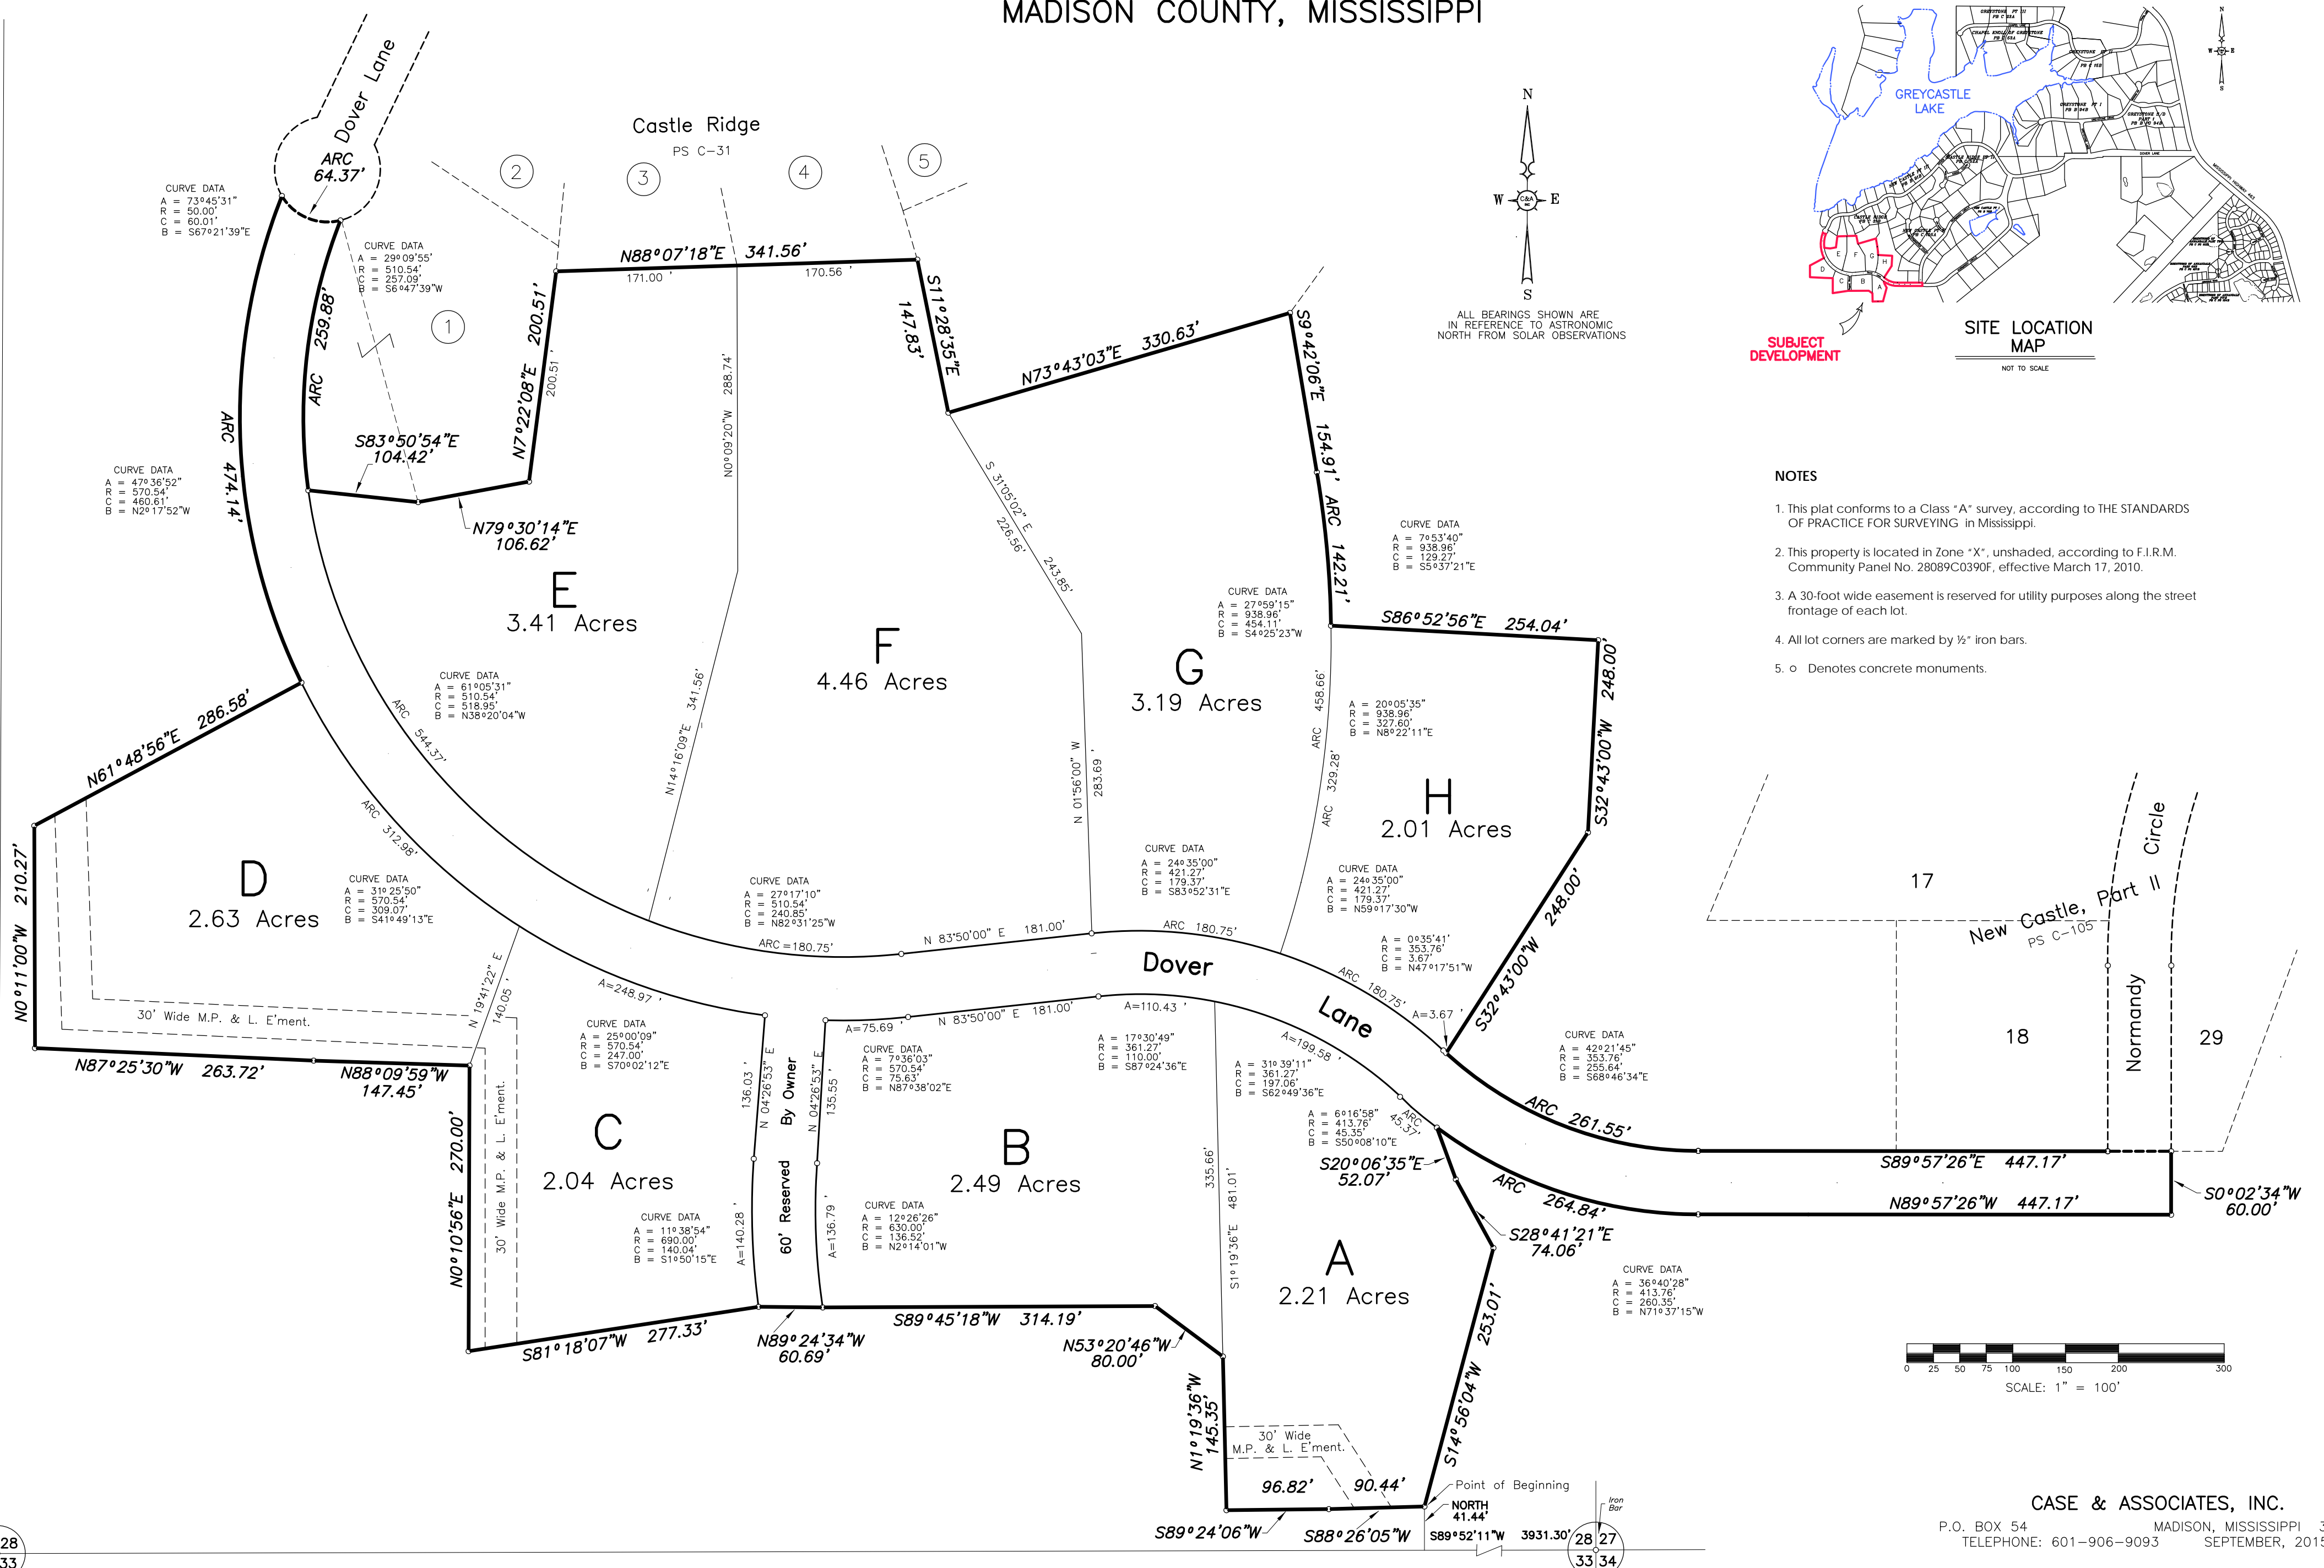 MADISON COUNTY, MISSISSIPPI
Dover Lane
ARC
64.37'
CURVE DATA
A = 73°45'31"
R = 50.00'
C = 60.01'
B = S67°21'39"E
CURVE DATA
A = 29°09'55'
R = 510.54'
C = 257.09'
B = S6°47'39"W
Castle Ridge
PS C-31
1
2
3
4
5
N88°07'18"E 341.56'
171.00 '
170.56 '
N7°22'08"E 200.51'
200.51 '
S11°28'35"E
147.83'
N73°43'03"E 330.63'
S9°42'06"E 154.91'
ARC 142.21'
ARC 259.88'
ARC 474.14'
S83°50'54"E
104.42'
N79°30'14"E
106.62'
CURVE DATA
A = 47°36'52"
R = 570.54'
C = 460.61'
B = N2°17'52"W
N0°09'20"W 288.74'
S 31°05'02" E
226.56'
243.85'
N
W
C&A
INC
E
S
ALL BEARINGS SHOWN ARE
IN REFERENCE TO ASTRONOMIC
NORTH FROM SOLAR OBSERVATIONS
GREYCASTLE
LAKE
N
W
E
S
GREYSTONE PT III
PB C 88A
CHAPEL KNOLL OF GREYSTONE
MISSISSIPPI HIGHWAY 463
DOVER LANE
E
F
G
H
D
C
B
A
SUBJECT
DEVELOPMENT
SITE LOCATION
MAP
NOT TO SCALE
NOTES
1. This plat conforms to a Class "A" survey, according to THE STANDARDS
OF PRACTICE FOR SURVEYING in Mississippi.
2. This property is located in Zone "X", unshaded, according to F.I.R.M.
Community Panel No. 28089C0390F, effective March 17, 2010.
3. A 30-foot wide easement is reserved for utility purposes along the street
frontage of each lot.
4. All lot corners are marked by ½" iron bars.
5. o Denotes concrete monuments.
E
3.41 Acres
F
4.46 Acres
G
3.19 Acres
H
2.01 Acres
CURVE DATA
A = 7°53'40"
R = 938.96'
C = 129.27'
B = S5°37'21"E
CURVE DATA
A = 27°59'15"
R = 938.96'
C = 454.11'
B = S4°25'23"W
S86°52'56"E 254.04'
S32°43'00"W 248.00'
A = 20°05'35"
R = 938.96'
C = 327.60'
B = N8°22'11"E
CURVE DATA
A = 61°05'31"
R = 510.54'
C = 518.95'
B = N38°20'04"W
ARC 544.37'
N14°16'09"E 341.56'
N 01°56'00" W
283.69 '
ARC 458.66'
ARC 329.28'
N61°48'56"E 286.58'
ARC 312.98'
D
2.63 Acres
CURVE DATA
A = 31°25'50"
R = 570.54'
C = 309.07'
B = S41°49'13"E
N0°11'00"W 210.27'
30' Wide M.P. & L. E'ment.
N 19°41'22" E
140.05 '
N87°25'30"W 263.72'
N88°09'59"W
147.45'
CURVE DATA
A = 27°17'10"
R = 510.54'
C = 240.85'
B = N82°31'25"W
ARC=180.75'
N 83°50'00" E 181.00'
CURVE DATA
A = 24°35'00"
R = 421.27'
C = 179.37'
B = S83°52'31"E
ARC 180.75'
CURVE DATA
A = 24°35'00"
R = 421.27'
C = 179.37'
B = N59°17'30"W
A = 0°35'41'
R = 353.76'
C = 3.67'
B = N47°17'51"W
ARC 180.75'
A=3.67 '
S32°43'00"W 248.00'
Dover Lane
A=248.97 '
A=75.69 '
N 83°50'00" E 181.00'
A=110.43 '
A=199.58 '
ARC
45.37'
CURVE DATA
A = 25°00'09"
R = 570.54'
C = 247.00'
B = S70°02'12"E
CURVE DATA
A = 7°36'03"
R = 570.54'
C = 75.63'
B = N87°38'02"E
A = 17°30'49"
R = 361.27'
C = 110.00'
B = S87°24'36"E
A = 31°39'11"
R = 361.27'
C = 197.06'
B = S62°49'36"E
A = 6°16'58"
R = 413.76'
C = 45.35'
B = S50°08'10"E
CURVE DATA
A = 42°21'45"
R = 353.76'
C = 255.64'
B = S68°46'34"E
ARC 261.55'
ARC 264.84'
S20°06'35"E
52.07'
S28°41'21"E
74.06'
S89°57'26"E 447.17'
N89°57'26"W 447.17'
S0°02'34"W
60.00'
17
18
29
New Castle, Part II
PS C-105
Normandy Circle
C
2.04 Acres
B
2.49 Acres
A
2.21 Acres
N0°10'56"E 270.00'
30' Wide M.P. & L. E'ment.
136.03 '
N 04°26'53" E
60' Reserved By Owner
N 04°26'53" E
135.55 '
A=140.28 '
A=136.79 '
335.66'
S1°19'36"E 481.01'
CURVE DATA
A = 11°38'54"
R = 690.00'
C = 140.04'
B = S1°50'15"E
CURVE DATA
A = 12°26'26"
R = 630.00'
C = 136.52'
B = N2°14'01"W
CURVE DATA
A = 36°40'28"
R = 413.76'
C = 260.35'
B = N71°37'15"W
S81°18'07"W 277.33'
N89°24'34"W
60.69'
S89°45'18"W 314.19'
N53°20'46"W
80.00'
N1°19'36"W
145.35'
S14°56'04"W 253.01'
30' Wide
M.P. & L. E'ment.
96.82'
90.44'
S89°24'06"W
S88°26'05"W
Point of Beginning
NORTH
41.44'
S89°52'11"W 3931.30'
Iron
Bar
28 27
33 34
28
33
0 25 50 75 100 150 200 300
SCALE: 1" = 100'
CASE & ASSOCIATES, INC.
P.O. BOX 54 MADISON, MISSISSIPPI 3
TELEPHONE: 601-906-9093 SEPTEMBER, 2015